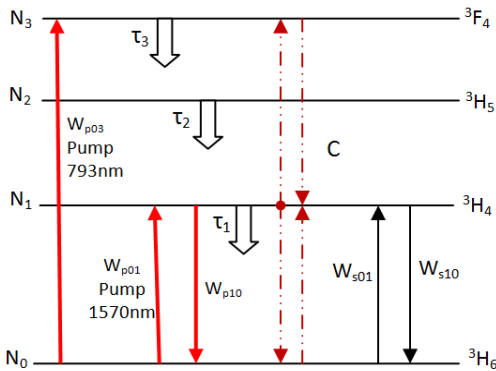 N₃ τ₃ ³F₄
N₂ τ₂ ³H₅
Wₚ₀₃
Pump
793nm
C
N₁ τ₁ ³H₄
Wₚ₀₁
Pump
1570nm
Wₚ₁₀
Wₛ₀₁
Wₛ₁₀
N₀ ³H₆